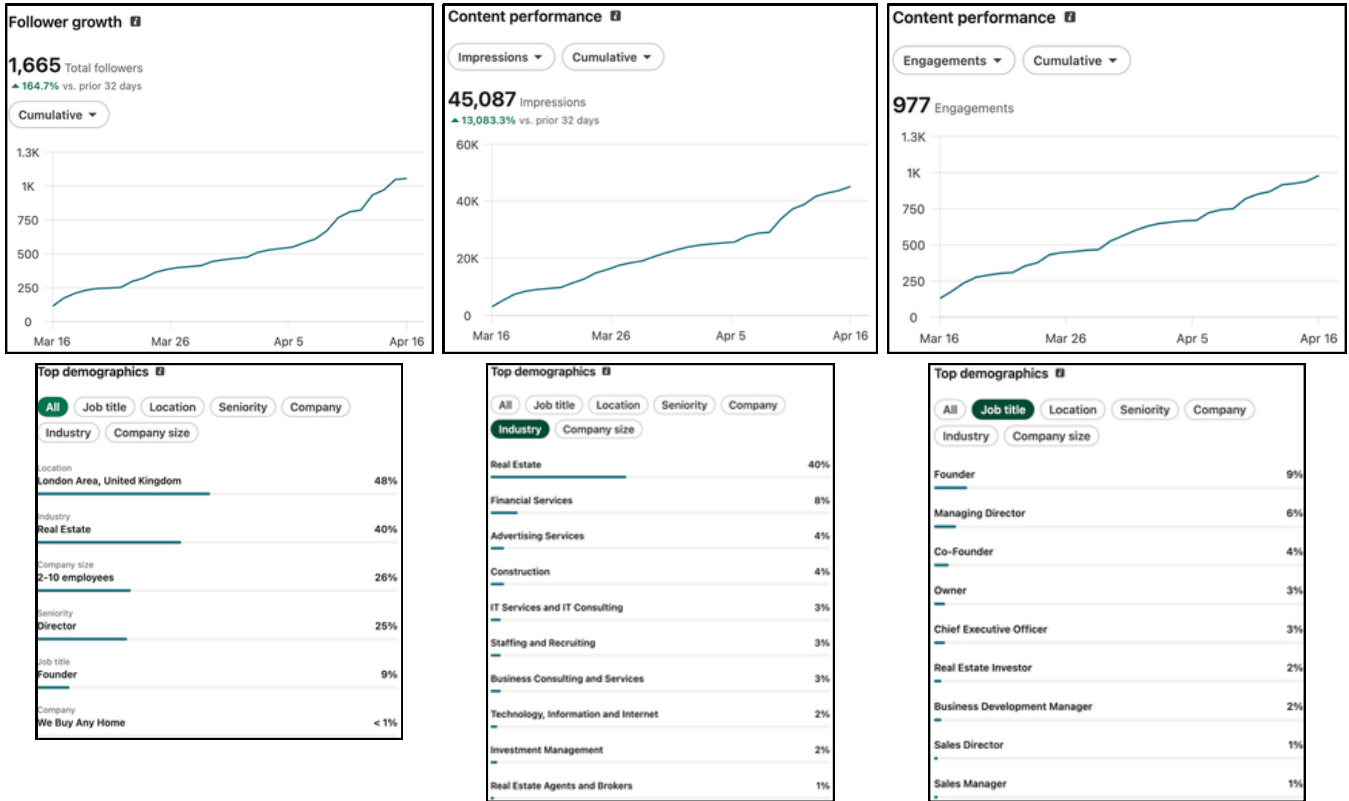 Follower growth
1,665 Total followers
164.7% vs. prior 32 days
Cumulative
1.3K
1K
750
500
250
0
Mar 16 Mar 26 Apr 5 Apr 16
Content performance
Impressions Cumulative
45,087 Impressions
13,083.3% vs. prior 32 days
60K
40K
20K
0
Mar 16 Mar 26 Apr 5 Apr 16
Content performance
Engagements Cumulative
977 Engagements
1.3K
1K
750
500
250
0
Mar 16 Mar 26 Apr 5 Apr 16
Top demographics
All Job title Location Seniority Company
Industry Company size
Location
London Area, United Kingdom 48%
Industry
Real Estate 40%
Company size
2-10 employees 26%
Seniority
Director 25%
Job title
Founder 9%
Company
We Buy Any Home < 1%
Top demographics
All Job title Location Seniority Company
Industry Company size
Real Estate 40%
Financial Services 8%
Advertising Services 4%
Construction 4%
IT Services and IT Consulting 3%
Staffing and Recruiting 3%
Business Consulting and Services 3%
Technology, Information and Internet 2%
Investment Management 2%
Real Estate Agents and Brokers 1%
Top demographics
All Job title Location Seniority Company
Industry Company size
Founder 9%
Managing Director 6%
Co-Founder 4%
Owner 3%
Chief Executive Officer 3%
Real Estate Investor 2%
Business Development Manager 2%
Sales Director 1%
Sales Manager 1%